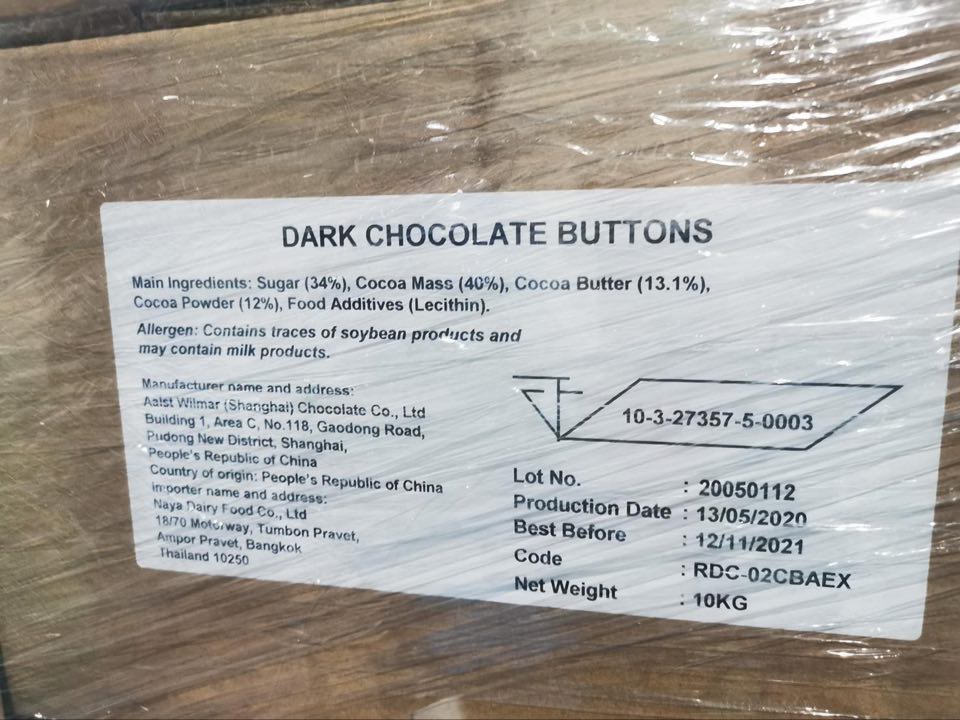 DARK CHOCOLATE BUTTONS
Main Ingredients: Sugar (34%), Cocoa Mass (40%), Cocoa Butter (13.1%),
Cocoa Powder (12%), Food Additives (Lecithin).
Allergen: Contains traces of soybean products and
may contain milk products.
Manufacturer name and address:
Aalst Wilmar (Shanghai) Chocolate Co., Ltd
Building 1, Area C, No.118, Gaodong Road,
Pudong New District, Shanghai,
People's Republic of China
Country of origin: People's Republic of China
Importer name and address:
Naya Dairy Food Co., Ltd
18/70 Motorway, Tumbon Pravet,
Ampor Pravet, Bangkok
Thailand 10250
10-3-27357-5-0003
Lot No. : 20050112
Production Date : 13/05/2020
Best Before : 12/11/2021
Code : RDC-02CBAEX
Net Weight : 10KG